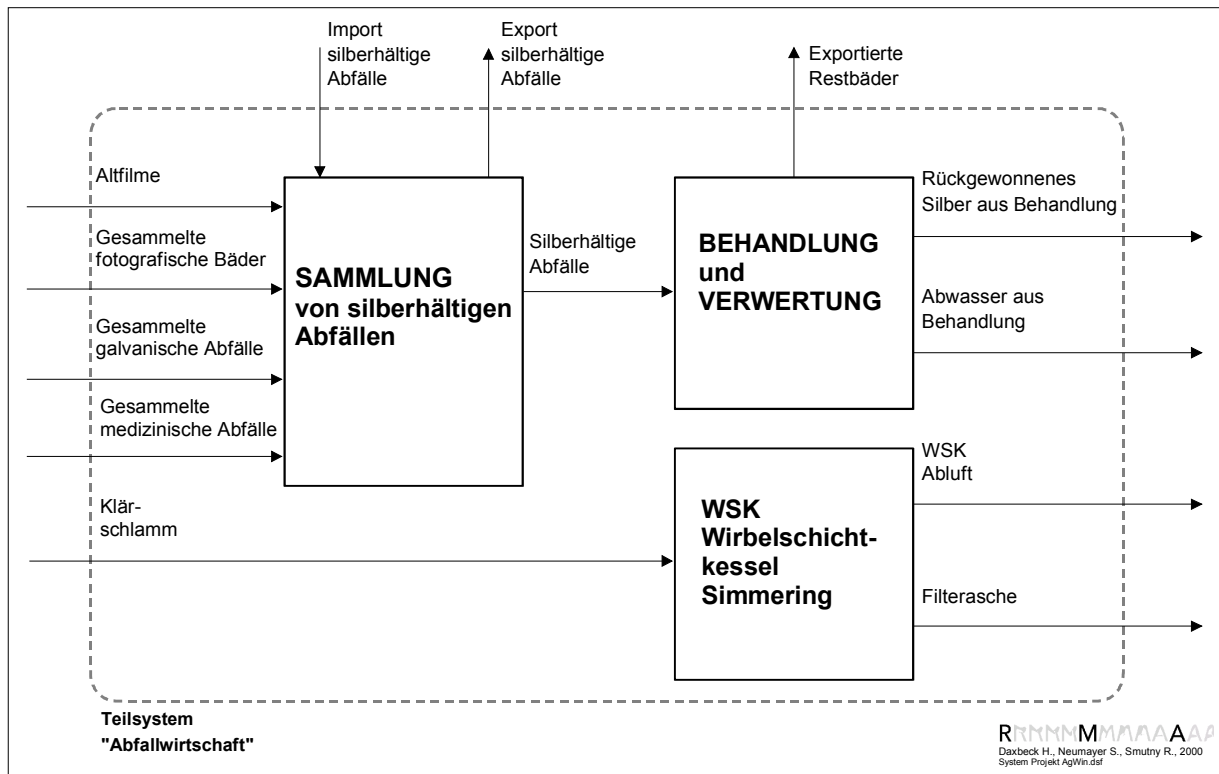 Import
silberhältige
Abfälle
Export
silberhältige
Abfälle
Exportierte
Restbäder
Altfilme
Gesammelte
fotografische Bäder
Gesammelte
galvanische Abfälle
Gesammelte
medizinische Abfälle
Klär-
schlamm
SAMMLUNG
von silberhältigen
Abfällen
Silberhältige
Abfälle
BEHANDLUNG
und
VERWERTUNG
Rückgewonnenes
Silber aus Behandlung
Abwasser aus
Behandlung
WSK
Wirbelschicht-
kessel
Simmering
WSK
Abluft
Filterasche
Teilsystem
"Abfallwirtschaft"
R M A
Daxbeck H., Neumayer S., Smutny R., 2000
System Projekt AgWin.dsf